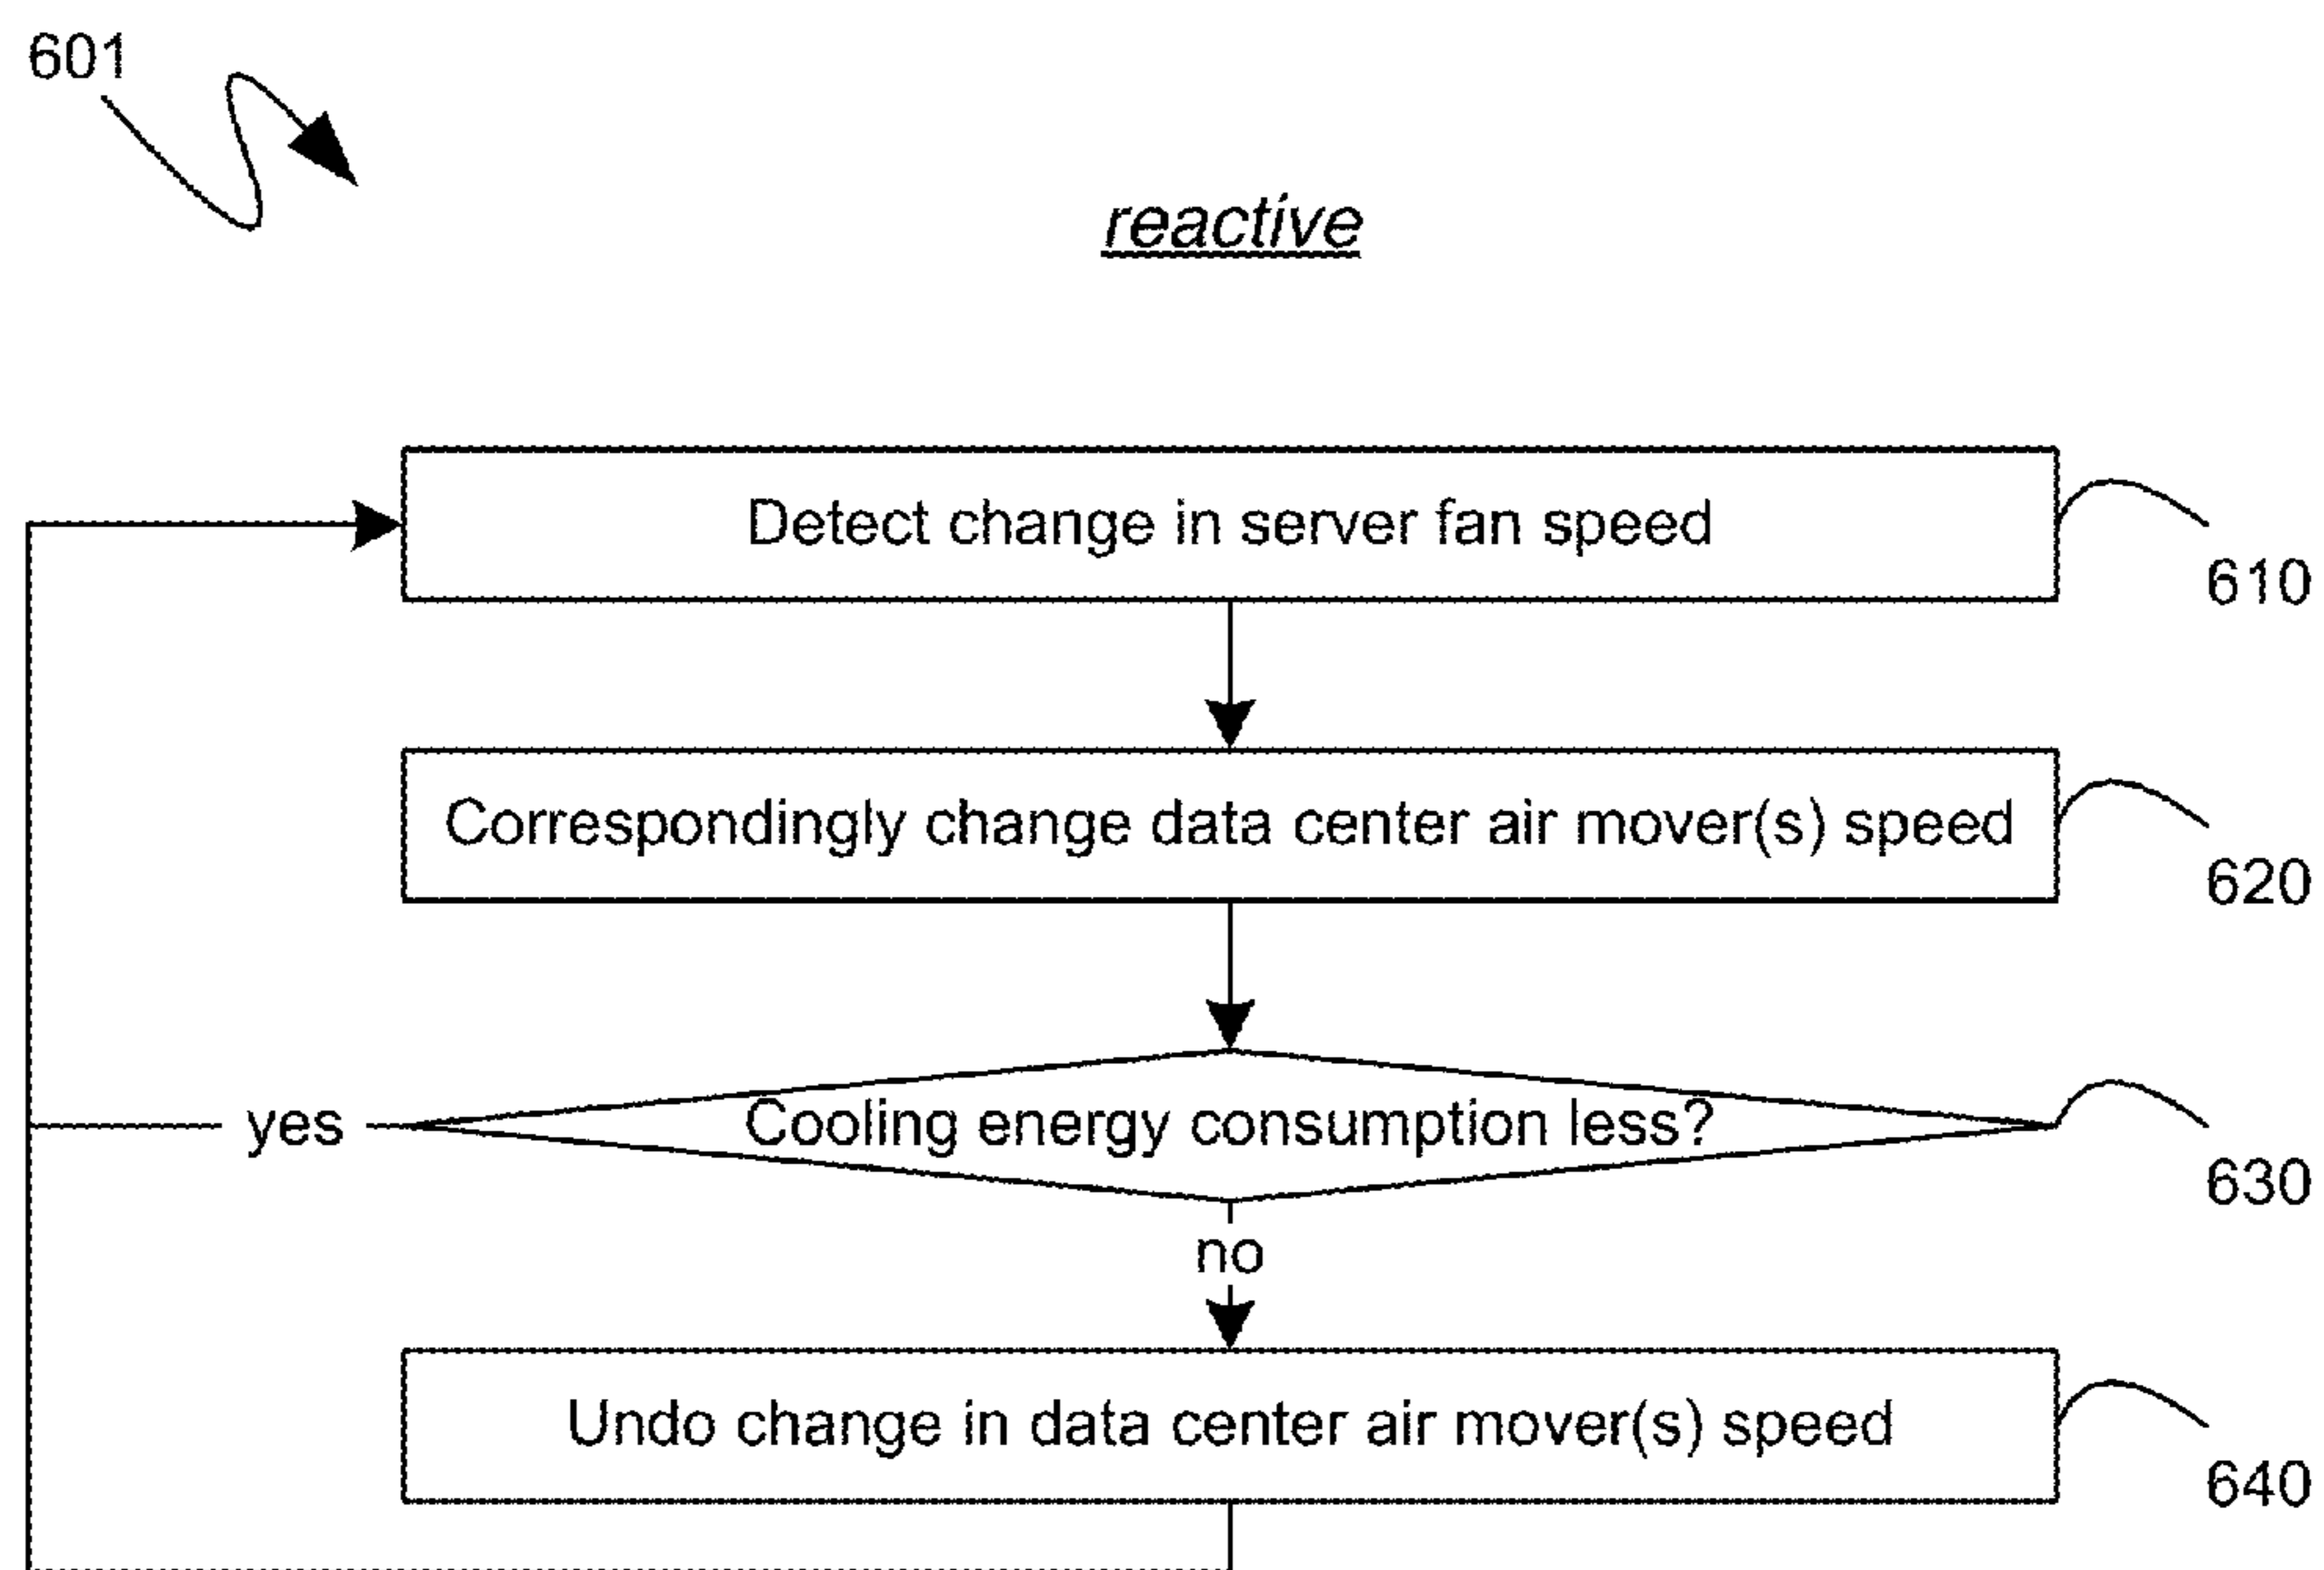 601
reactive
Detect change in server fan speed
610
Correspondingly change data center air mover(s) speed
620
Cooling energy consumption less?
yes
630
no
Undo change in data center air mover(s) speed
640